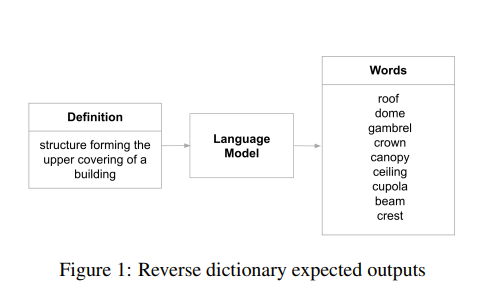 Definition
structure forming the
upper covering of a
building
Language
Model
Words
roof
dome
gambrel
crown
canopy
ceiling
cupola
beam
crest
Figure 1: Reverse dictionary expected outputs